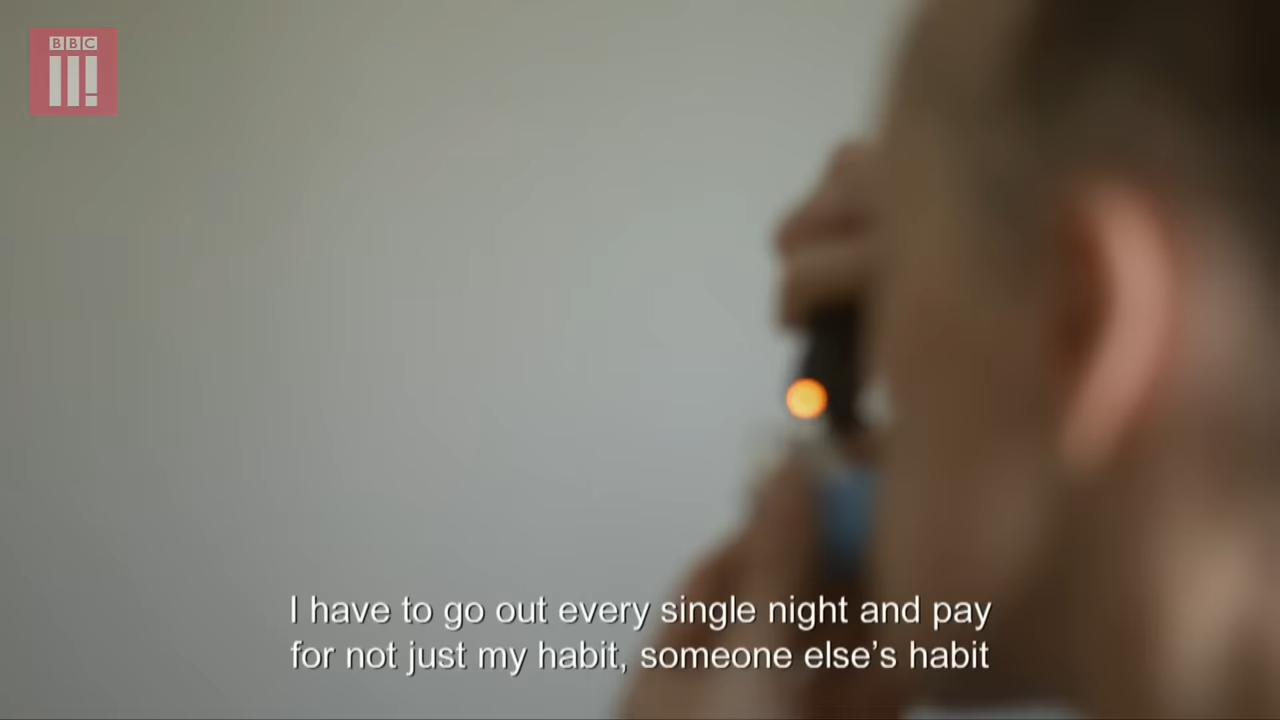 BBC
I have to go out every single night and pay
for not just my habit, someone else's habit